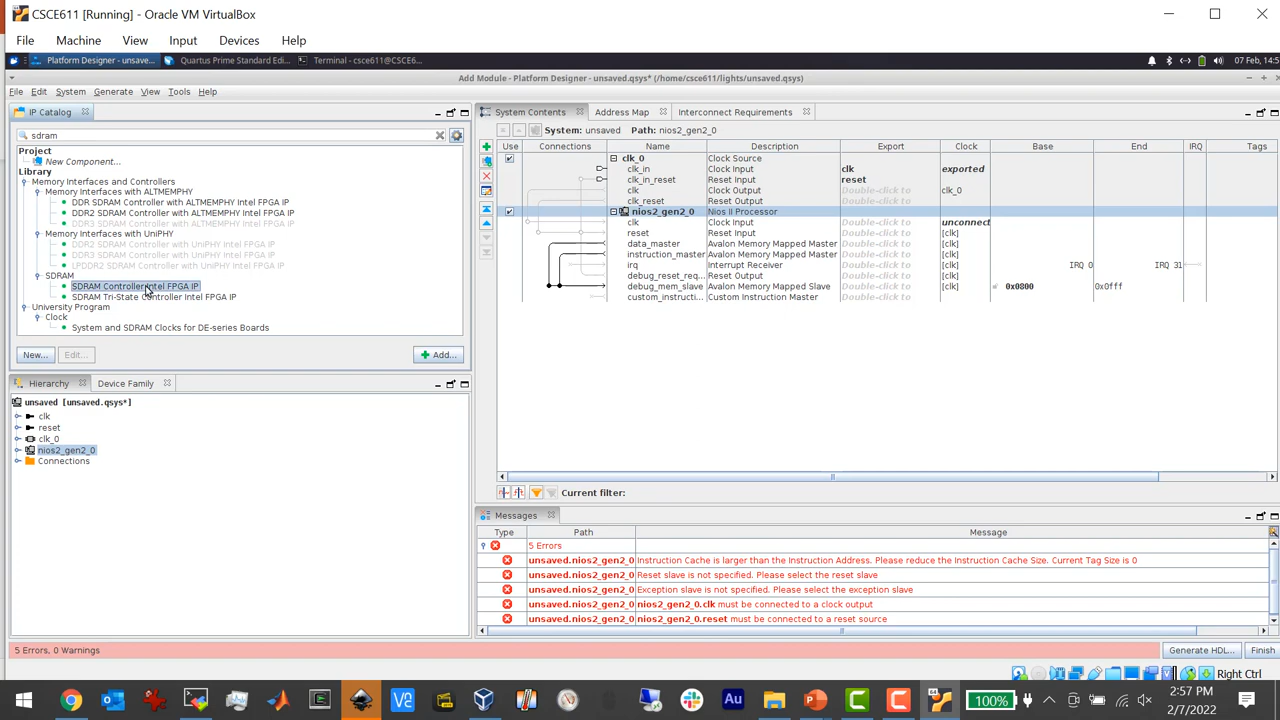 CSCE611 [Running] - Oracle VM VirtualBox
File Machine View Input Devices Help
Platform Designer - unsave... Quartus Prime Standard Edi... Terminal - csce611@CSCE6... 07 Feb, 14:5
Add Module - Platform Designer - unsaved.qsys* (/home/csce611/lights/unsaved.qsys)
File Edit System Generate View Tools Help
IP Catalog System Contents Address Map Interconnect Requirements
sdram System: unsaved Path: nios2_gen2_0
Use Connections Name Description Export Clock Base End IRQ Tags
Project
New Component...
Library
Memory Interfaces and Controllers
Memory Interfaces with ALTMEMPHY
DDR SDRAM Controller with ALTMEMPHY Intel FPGA IP
DDR2 SDRAM Controller with ALTMEMPHY Intel FPGA IP
DDR3 SDRAM Controller with ALTMEMPHY Intel FPGA IP
Memory Interfaces with UniPHY
DDR2 SDRAM Controller with UniPHY Intel FPGA IP
DDR3 SDRAM Controller with UniPHY Intel FPGA IP
LPDDR2 SDRAM Controller with UniPHY Intel FPGA IP
SDRAM
SDRAM Controller Intel FPGA IP
SDRAM Tri-State Controller Intel FPGA IP
University Program
Clock
System and SDRAM Clocks for DE-series Boards
New... Edit... Add...
clk_0 Clock Source
clk_in Clock Input clk exported
clk_in_reset Reset Input reset
clk Clock Output Double-click to clk_0
clk_reset Reset Output Double-click to
nios2_gen2_0 Nios II Processor
clk Clock Input Double-click to unconnect
reset Reset Input Double-click to [clk]
data_master Avalon Memory Mapped Master Double-click to [clk]
instruction_master Avalon Memory Mapped Master Double-click to [clk]
irq Interrupt Receiver Double-click to [clk] IRQ 0 IRQ 31
debug_reset_req... Reset Output Double-click to [clk]
debug_mem_slave Avalon Memory Mapped Slave Double-click to [clk] 0x0800 0x0fff
custom_instructi... Custom Instruction Master Double-click to
Hierarchy Device Family
unsaved [unsaved.qsys*]
clk
reset
clk_0
nios2_gen2_0
Connections
Current filter:
Messages
Type Path Message
5 Errors
unsaved.nios2_gen2_0 Instruction Cache is larger than the Instruction Address. Please reduce the Instruction Cache Size. Current Tag Size is 0
unsaved.nios2_gen2_0 Reset slave is not specified. Please select the reset slave
unsaved.nios2_gen2_0 Exception slave is not specified. Please select the exception slave
unsaved.nios2_gen2_0 nios2_gen2_0.clk must be connected to a clock output
unsaved.nios2_gen2_0 nios2_gen2_0.reset must be connected to a reset source
5 Errors, 0 Warnings Generate HDL... Finish
Right Ctrl
Au 100% 2:57 PM
2/7/2022